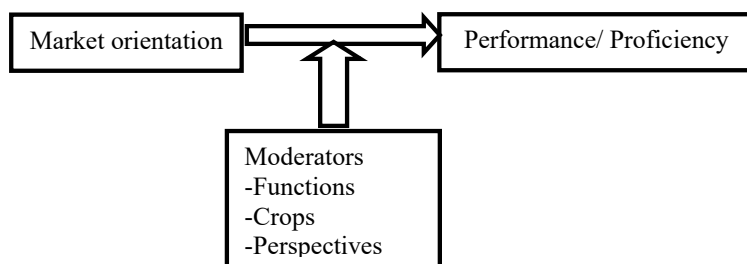 Market orientation
Performance/ Proficiency
Moderators
-Functions
-Crops
-Perspectives